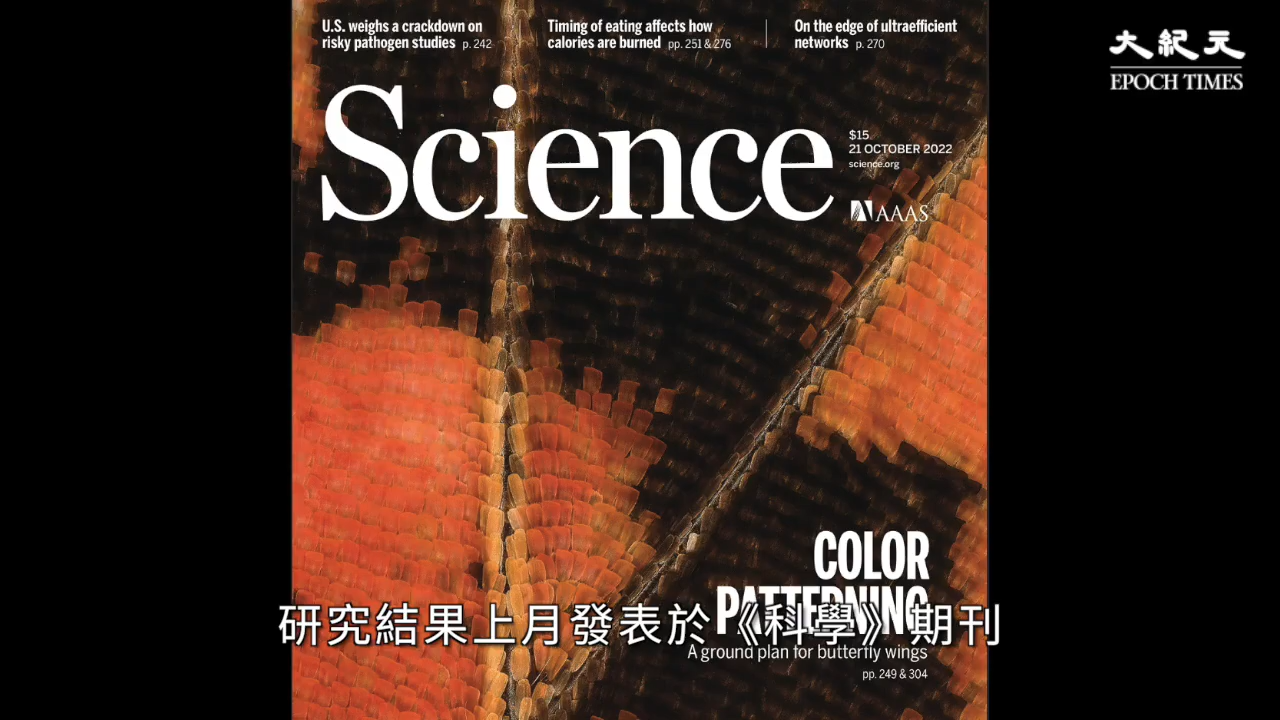 U.S. weighs a crackdown on
risky pathogen studies p. 242
Timing of eating affects how
calories are burned pp. 251 & 276
On the edge of ultraefficient
networks p. 270
大紀元
EPOCH TIMES
Science
$15
21 OCTOBER 2022
science.org
AAAS
COLOR
PATTERNING
研究結果上月發表於《科學》期刊
A ground plan for butterfly wings
pp. 249 & 304